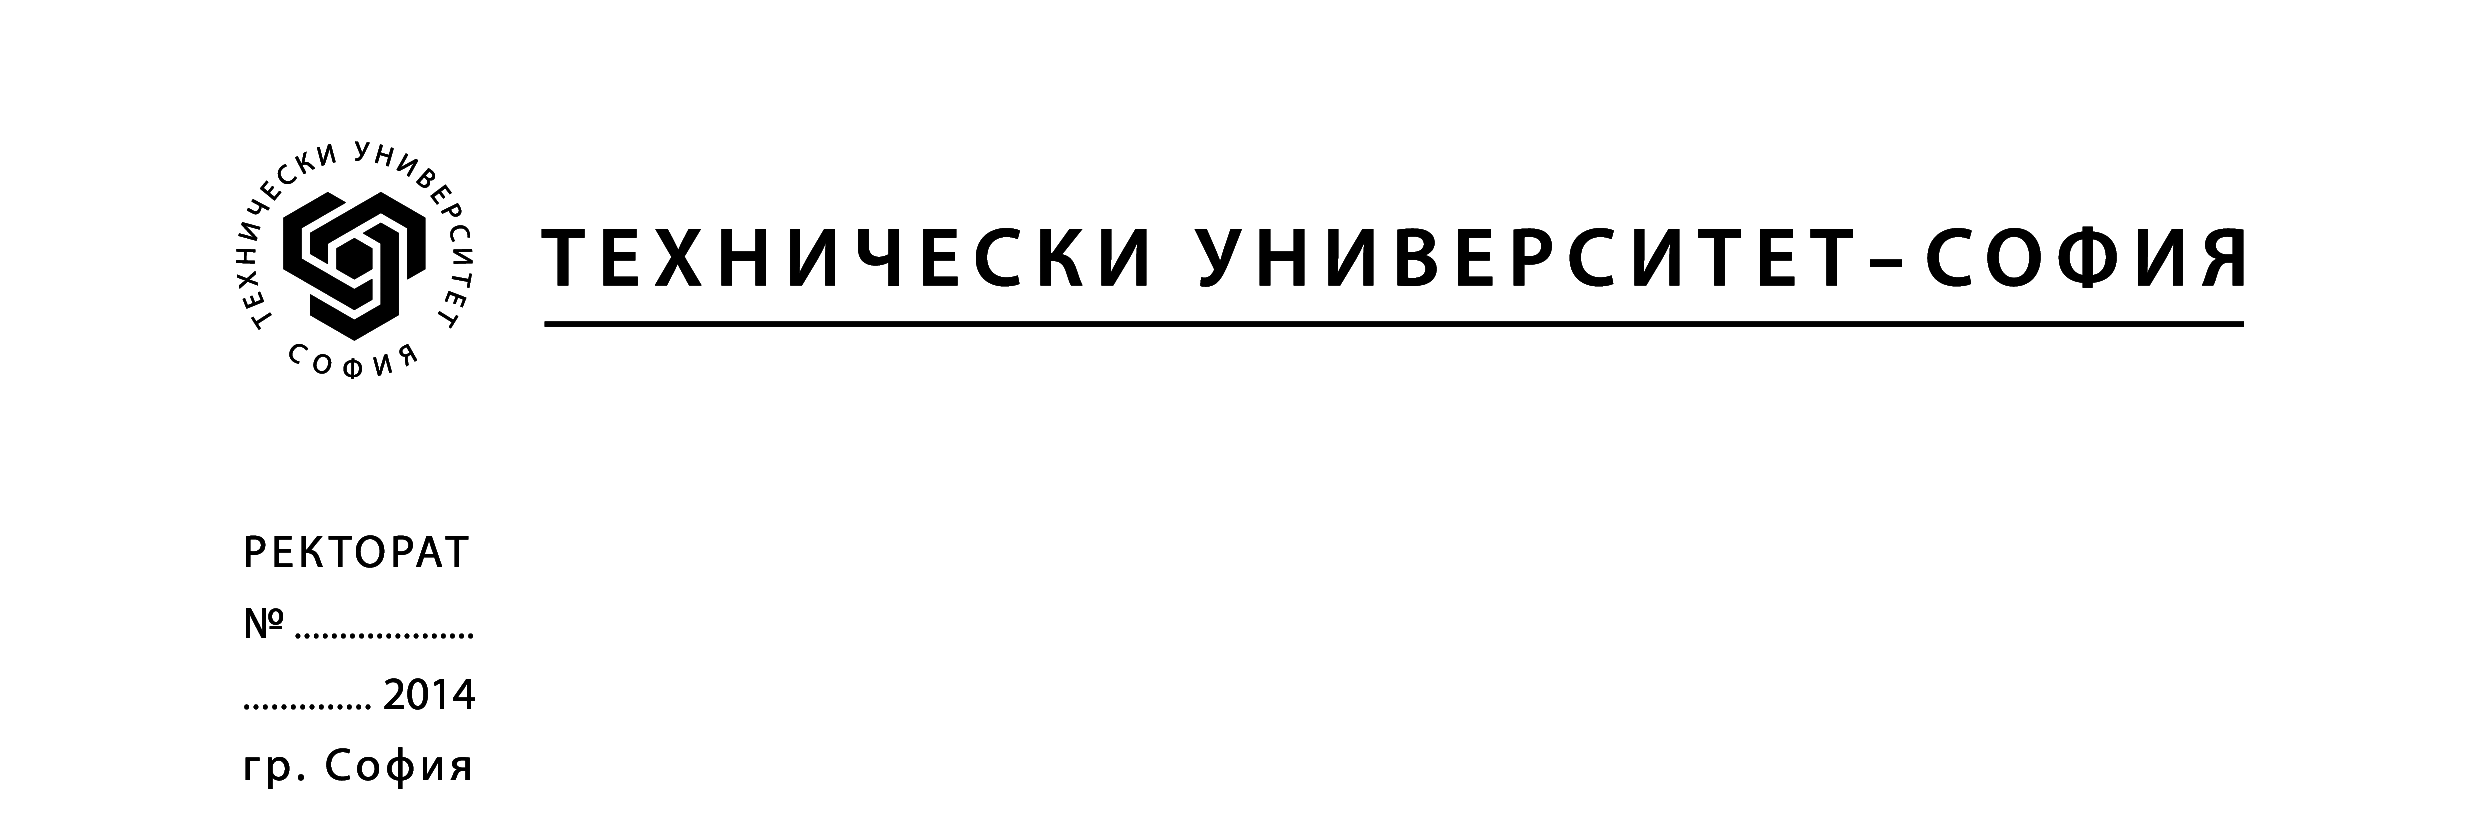 ТЕХНИЧЕСКИ УНИВЕРСИТЕТ
СОФИЯ
ТЕХНИЧЕСКИ УНИВЕРСИТЕТ–СОФИЯ
РЕКТОРАТ
№ ....................
.............. 2014
гр. София